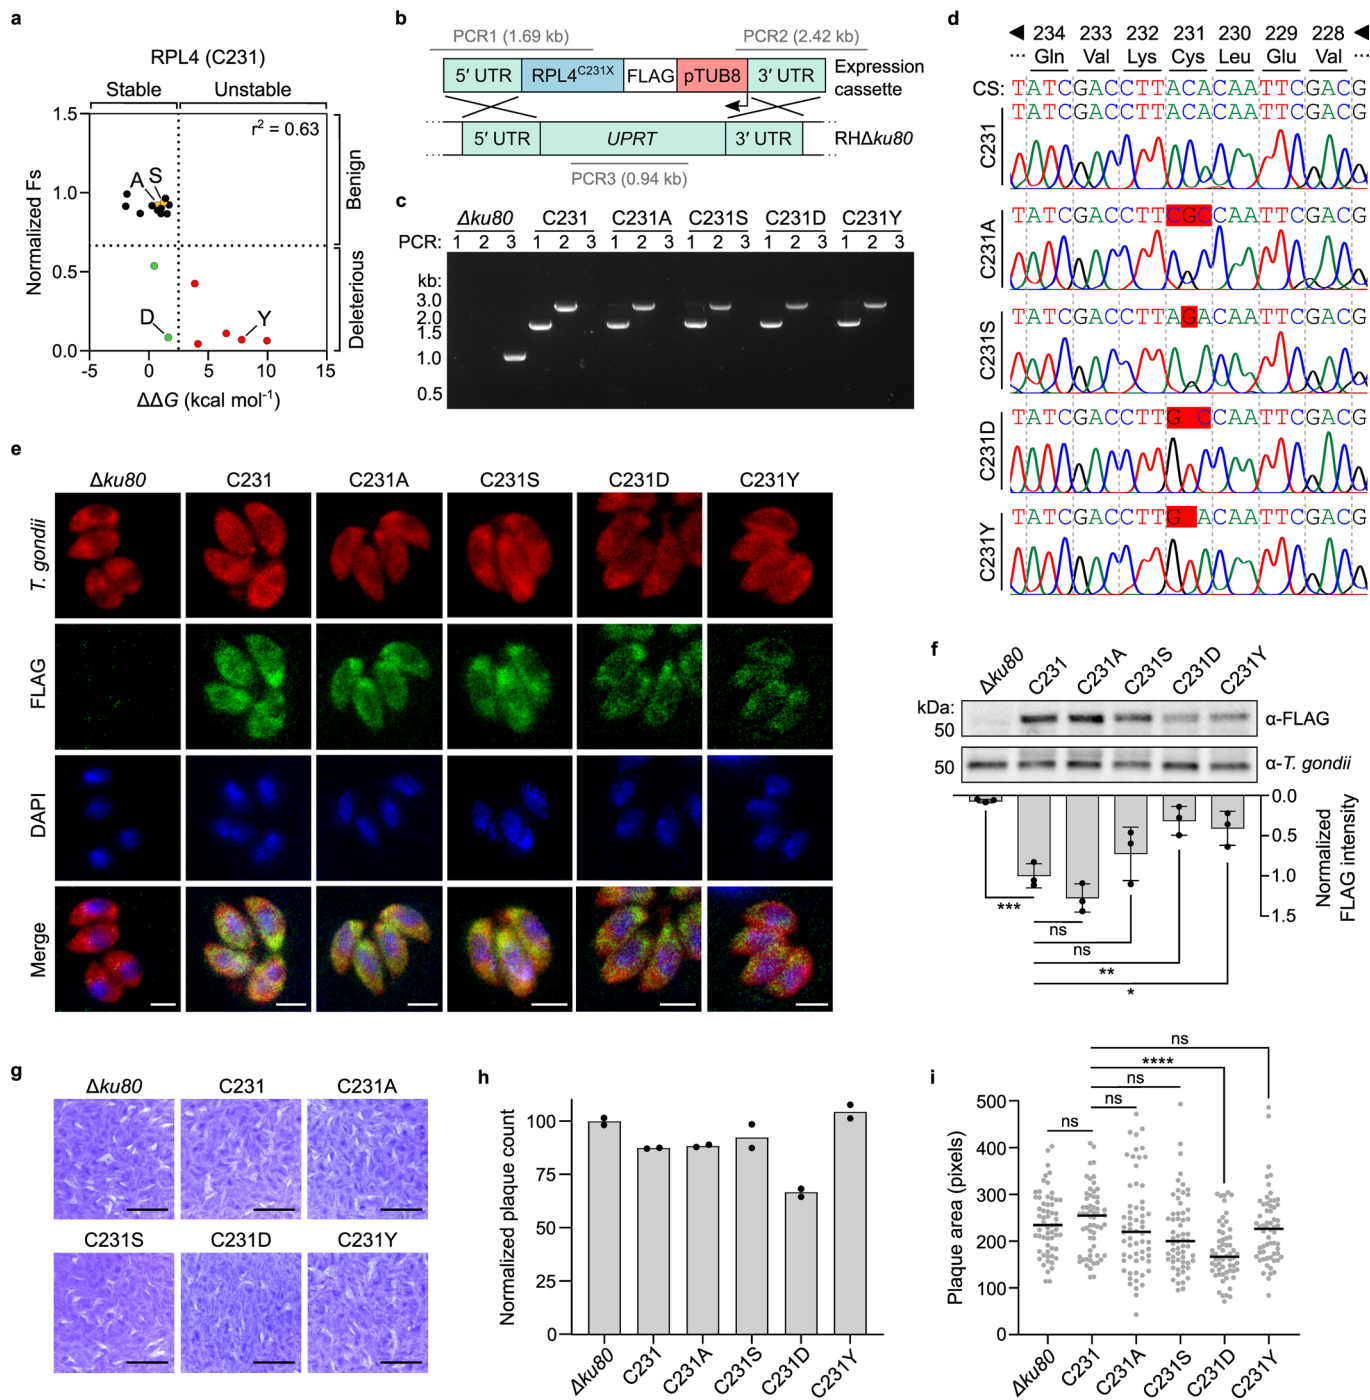 a
RPL4 (C231)
Stable Unstable
r² = 0.63
Normalized Fs
1.5
1.0
0.5
0.0
A S
D Y
Benign
Deleterious
-5 0 5 10 15
ΔΔG (kcal mol⁻¹)
b
PCR1 (1.69 kb) PCR2 (2.42 kb)
5′ UTR RPL4^C231X FLAG pTUB8 3′ UTR Expression cassette
5′ UTR UPRT 3′ UTR RHΔku80
PCR3 (0.94 kb)
c
Δku80 C231 C231A C231S C231D C231Y
PCR: 1 2 3 1 2 3 1 2 3 1 2 3 1 2 3 1 2 3
kb:
3.0
2.0
1.5
1.0
0.5
d
234 233 232 231 230 229 228
Gln Val Lys Cys Leu Glu Val
CS: TATCGACCTTACACAATTCGACG
C231 TATCGACCTTACACAATTCGACG
C231A TATCGACCTTCGCCAATTCGACG
C231S TATCGACCTTAGACAATTCGACG
C231D TATCGACCTTG CCAATTCGACG
C231Y TATCGACCTTG ACAATTCGACG
e
Δku80 C231 C231A C231S C231D C231Y
T. gondii
FLAG
DAPI
Merge
f
Δku80 C231 C231A C231S C231D C231Y
kDa:
50 α-FLAG
50 α-T. gondii
0.0
0.5
1.0
1.5
Normalized FLAG intensity
***
ns
ns
**
*
g
Δku80 C231 C231A
C231S C231D C231Y
h
Normalized plaque count
100
75
50
25
0
Δku80 C231 C231A C231S C231D C231Y
i
ns
****
ns
ns
ns
Plaque area (pixels)
500
400
300
200
100
0
Δku80 C231 C231A C231S C231D C231Y